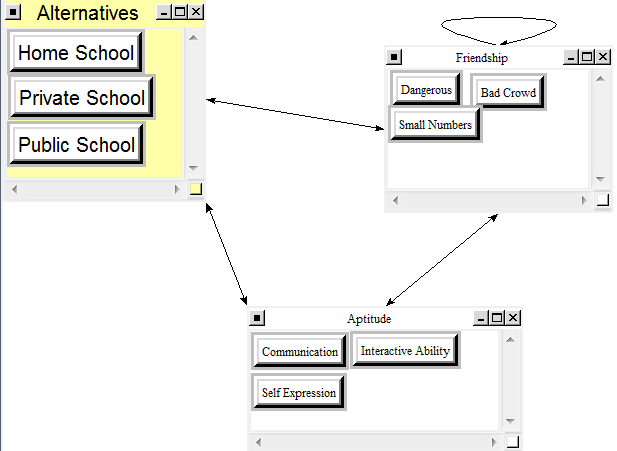 Alternatives
Home School
Private School
Public School
Friendship
Dangerous
Bad Crowd
Small Numbers
Aptitude
Communication
Interactive Ability
Self Expression